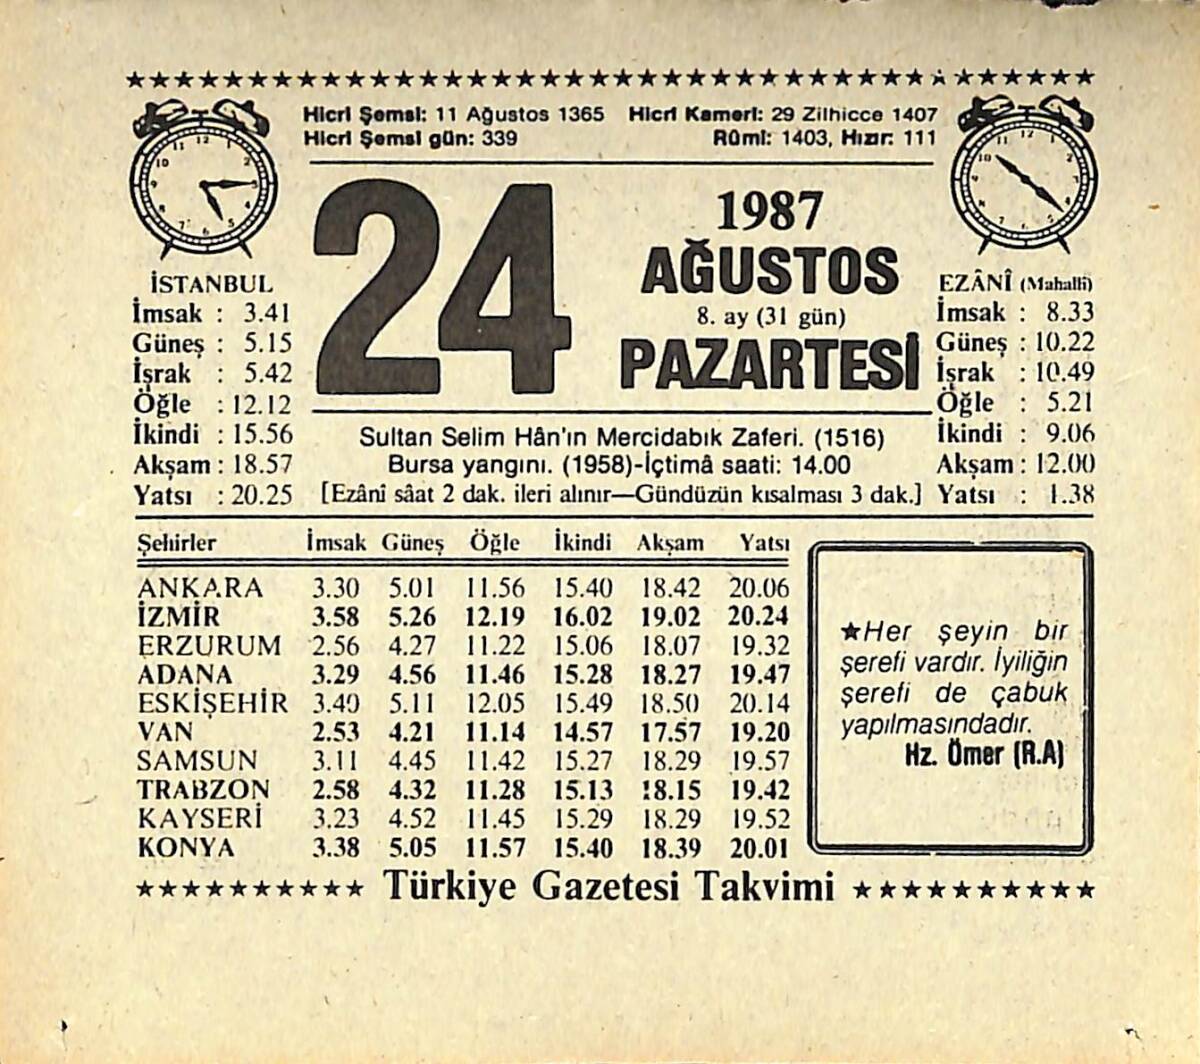 Hicrî Şemsî: 11 Ağustos 1365 Hicrî Kamerî: 29 Zilhicce 1407
Hicrî Şemsî gün: 339 Rûmî: 1403, Hızır: 111
24
1987
AĞUSTOS
8. ay (31 gün)
PAZARTESİ
İSTANBUL
İmsak : 3.41
Güneş : 5.15
İşrak : 5.42
Öğle : 12.12
İkindi : 15.56
Akşam : 18.57
Yatsı : 20.25
EZÂNÎ (Mahallî)
İmsak : 8.33
Güneş : 10.22
İşrak : 10.49
Öğle : 5.21
İkindi : 9.06
Akşam : 12.00
Yatsı : 1.38
Sultan Selim Hân'ın Mercidabık Zaferi. (1516)
Bursa yangını. (1958)-İçtimâ saati: 14.00
[Ezânî sâat 2 dak. ileri alınır—Gündüzün kısalması 3 dak.]
Şehirler İmsak Güneş Öğle İkindi Akşam Yatsı
ANKARA 3.30 5.01 11.56 15.40 18.42 20.06
İZMİR 3.58 5.26 12.19 16.02 19.02 20.24
ERZURUM 2.56 4.27 11.22 15.06 18.07 19.32
ADANA 3.29 4.56 11.46 15.28 18.27 19.47
ESKİŞEHİR 3.40 5.11 12.05 15.49 18.50 20.14
VAN 2.53 4.21 11.14 14.57 17.57 19.20
SAMSUN 3.11 4.45 11.42 15.27 18.29 19.57
TRABZON 2.58 4.32 11.28 15.13 18.15 19.42
KAYSERİ 3.23 4.52 11.45 15.29 18.29 19.52
KONYA 3.38 5.05 11.57 15.40 18.39 20.01
★Her şeyin bir
şerefi vardır. İyiliğin
şerefi de çabuk
yapılmasındadır.
Hz. Ömer (R.A)
Türkiye Gazetesi Takvimi